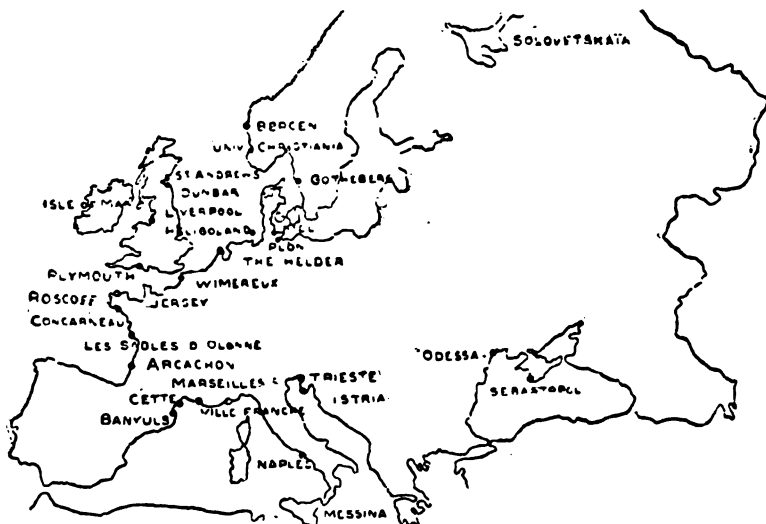 SOLOVETSKAÏA
BERGEN
UNIV CHRISTIANIA
ST ANDREWS
GOTHEBERG
DUNBAR
ISLE OF MAN
LIVERPOOL
HELIGOLAND
PLÖN
THE HELDER
PLYMOUTH
WIMEREUX
ROSCOFF
JERSEY
CONCARNEAU
LES SABLES D OLONNE
ODESSA
ARCACHON
MARSEILLES
TRIESTE
SEBASTOPOL
CETTE
ISTRIA
VILLE FRANCHE
BANYULS
NAPLES
MESSINA